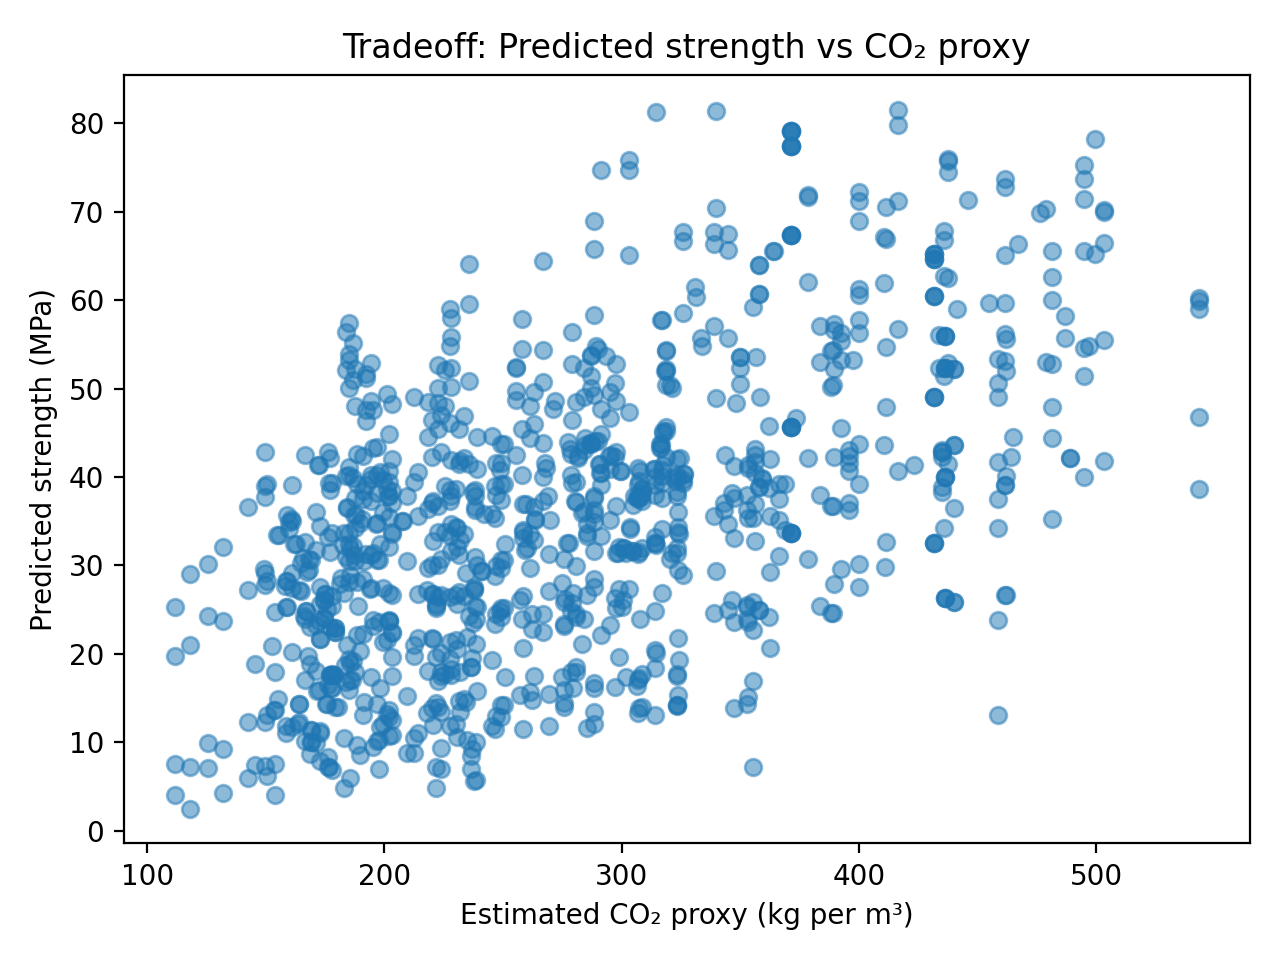 Tradeoff: Predicted strength vs CO₂ proxy
Predicted strength (MPa)
80
70
60
50
40
30
20
10
0
100 200 300 400 500
Estimated CO₂ proxy (kg per m³)